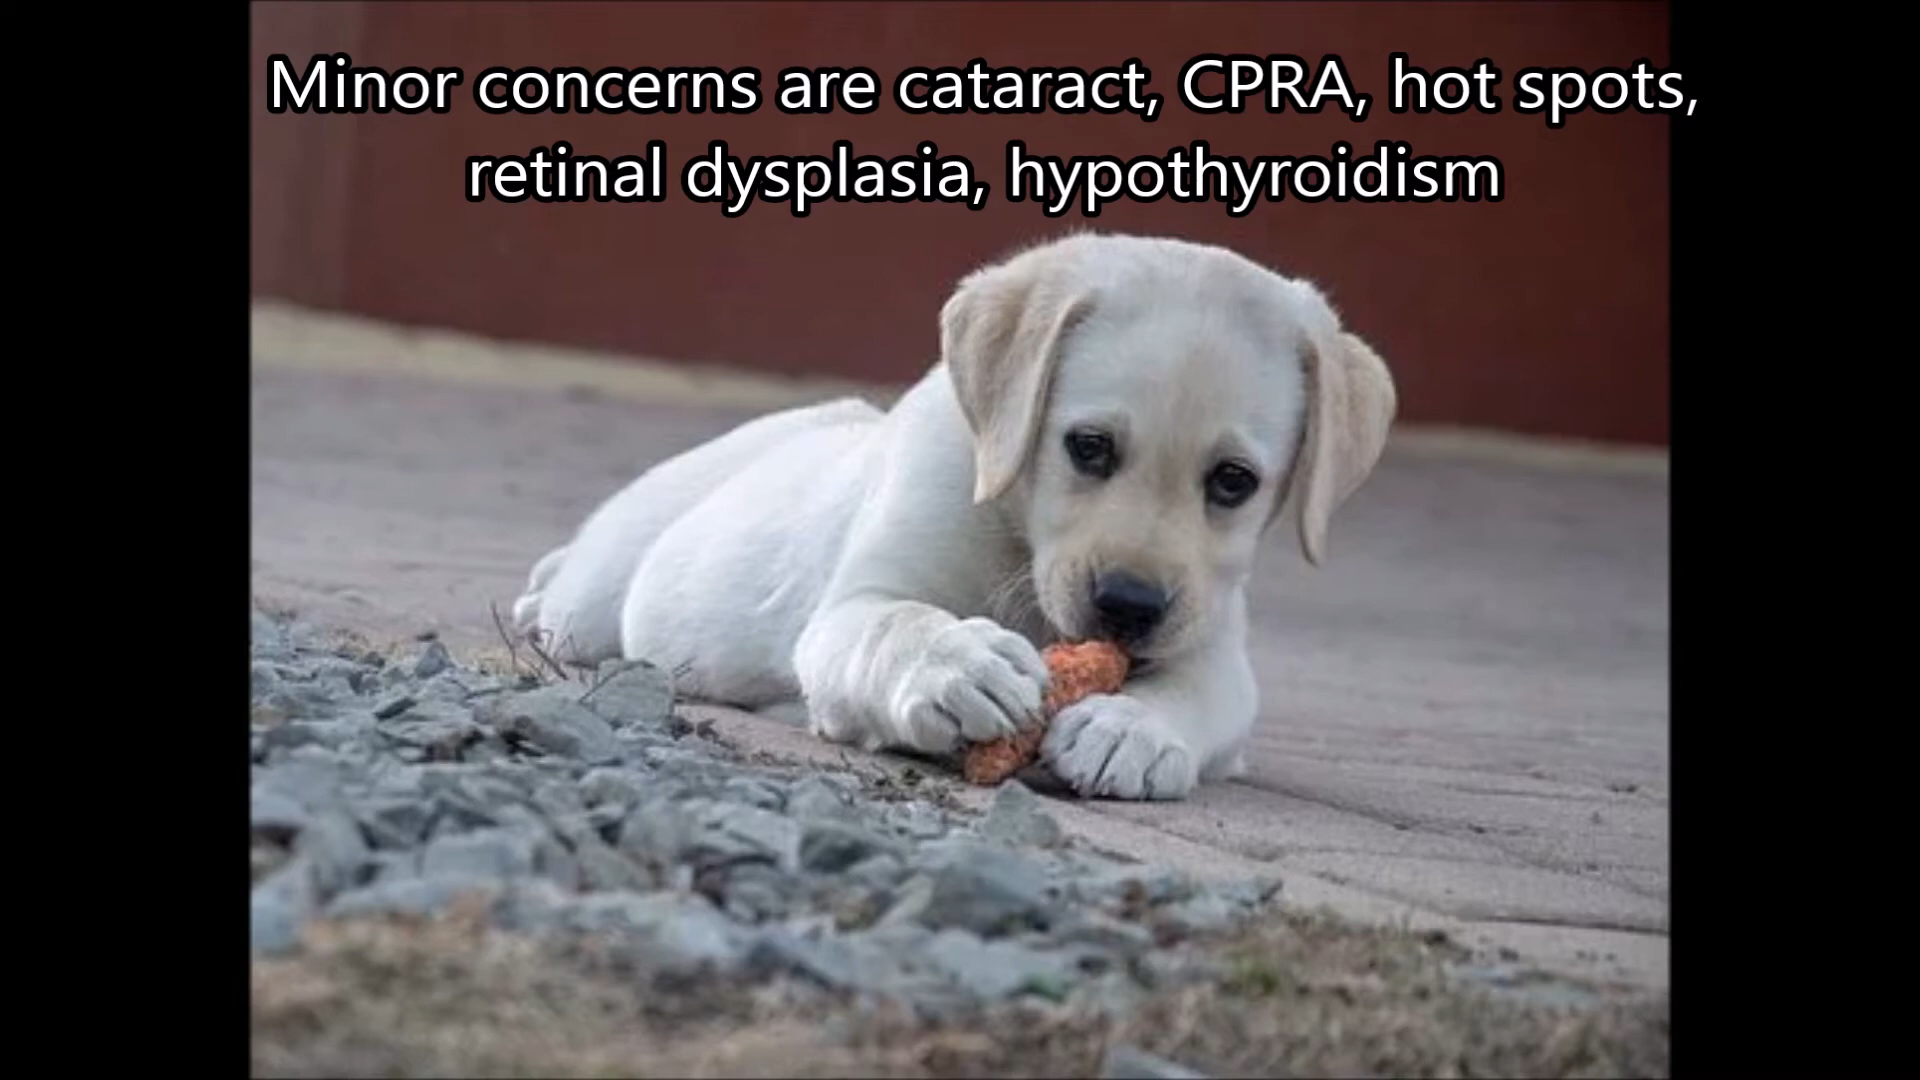 Minor concerns are cataract, CPRA, hot spots,
retinal dysplasia, hypothyroidism